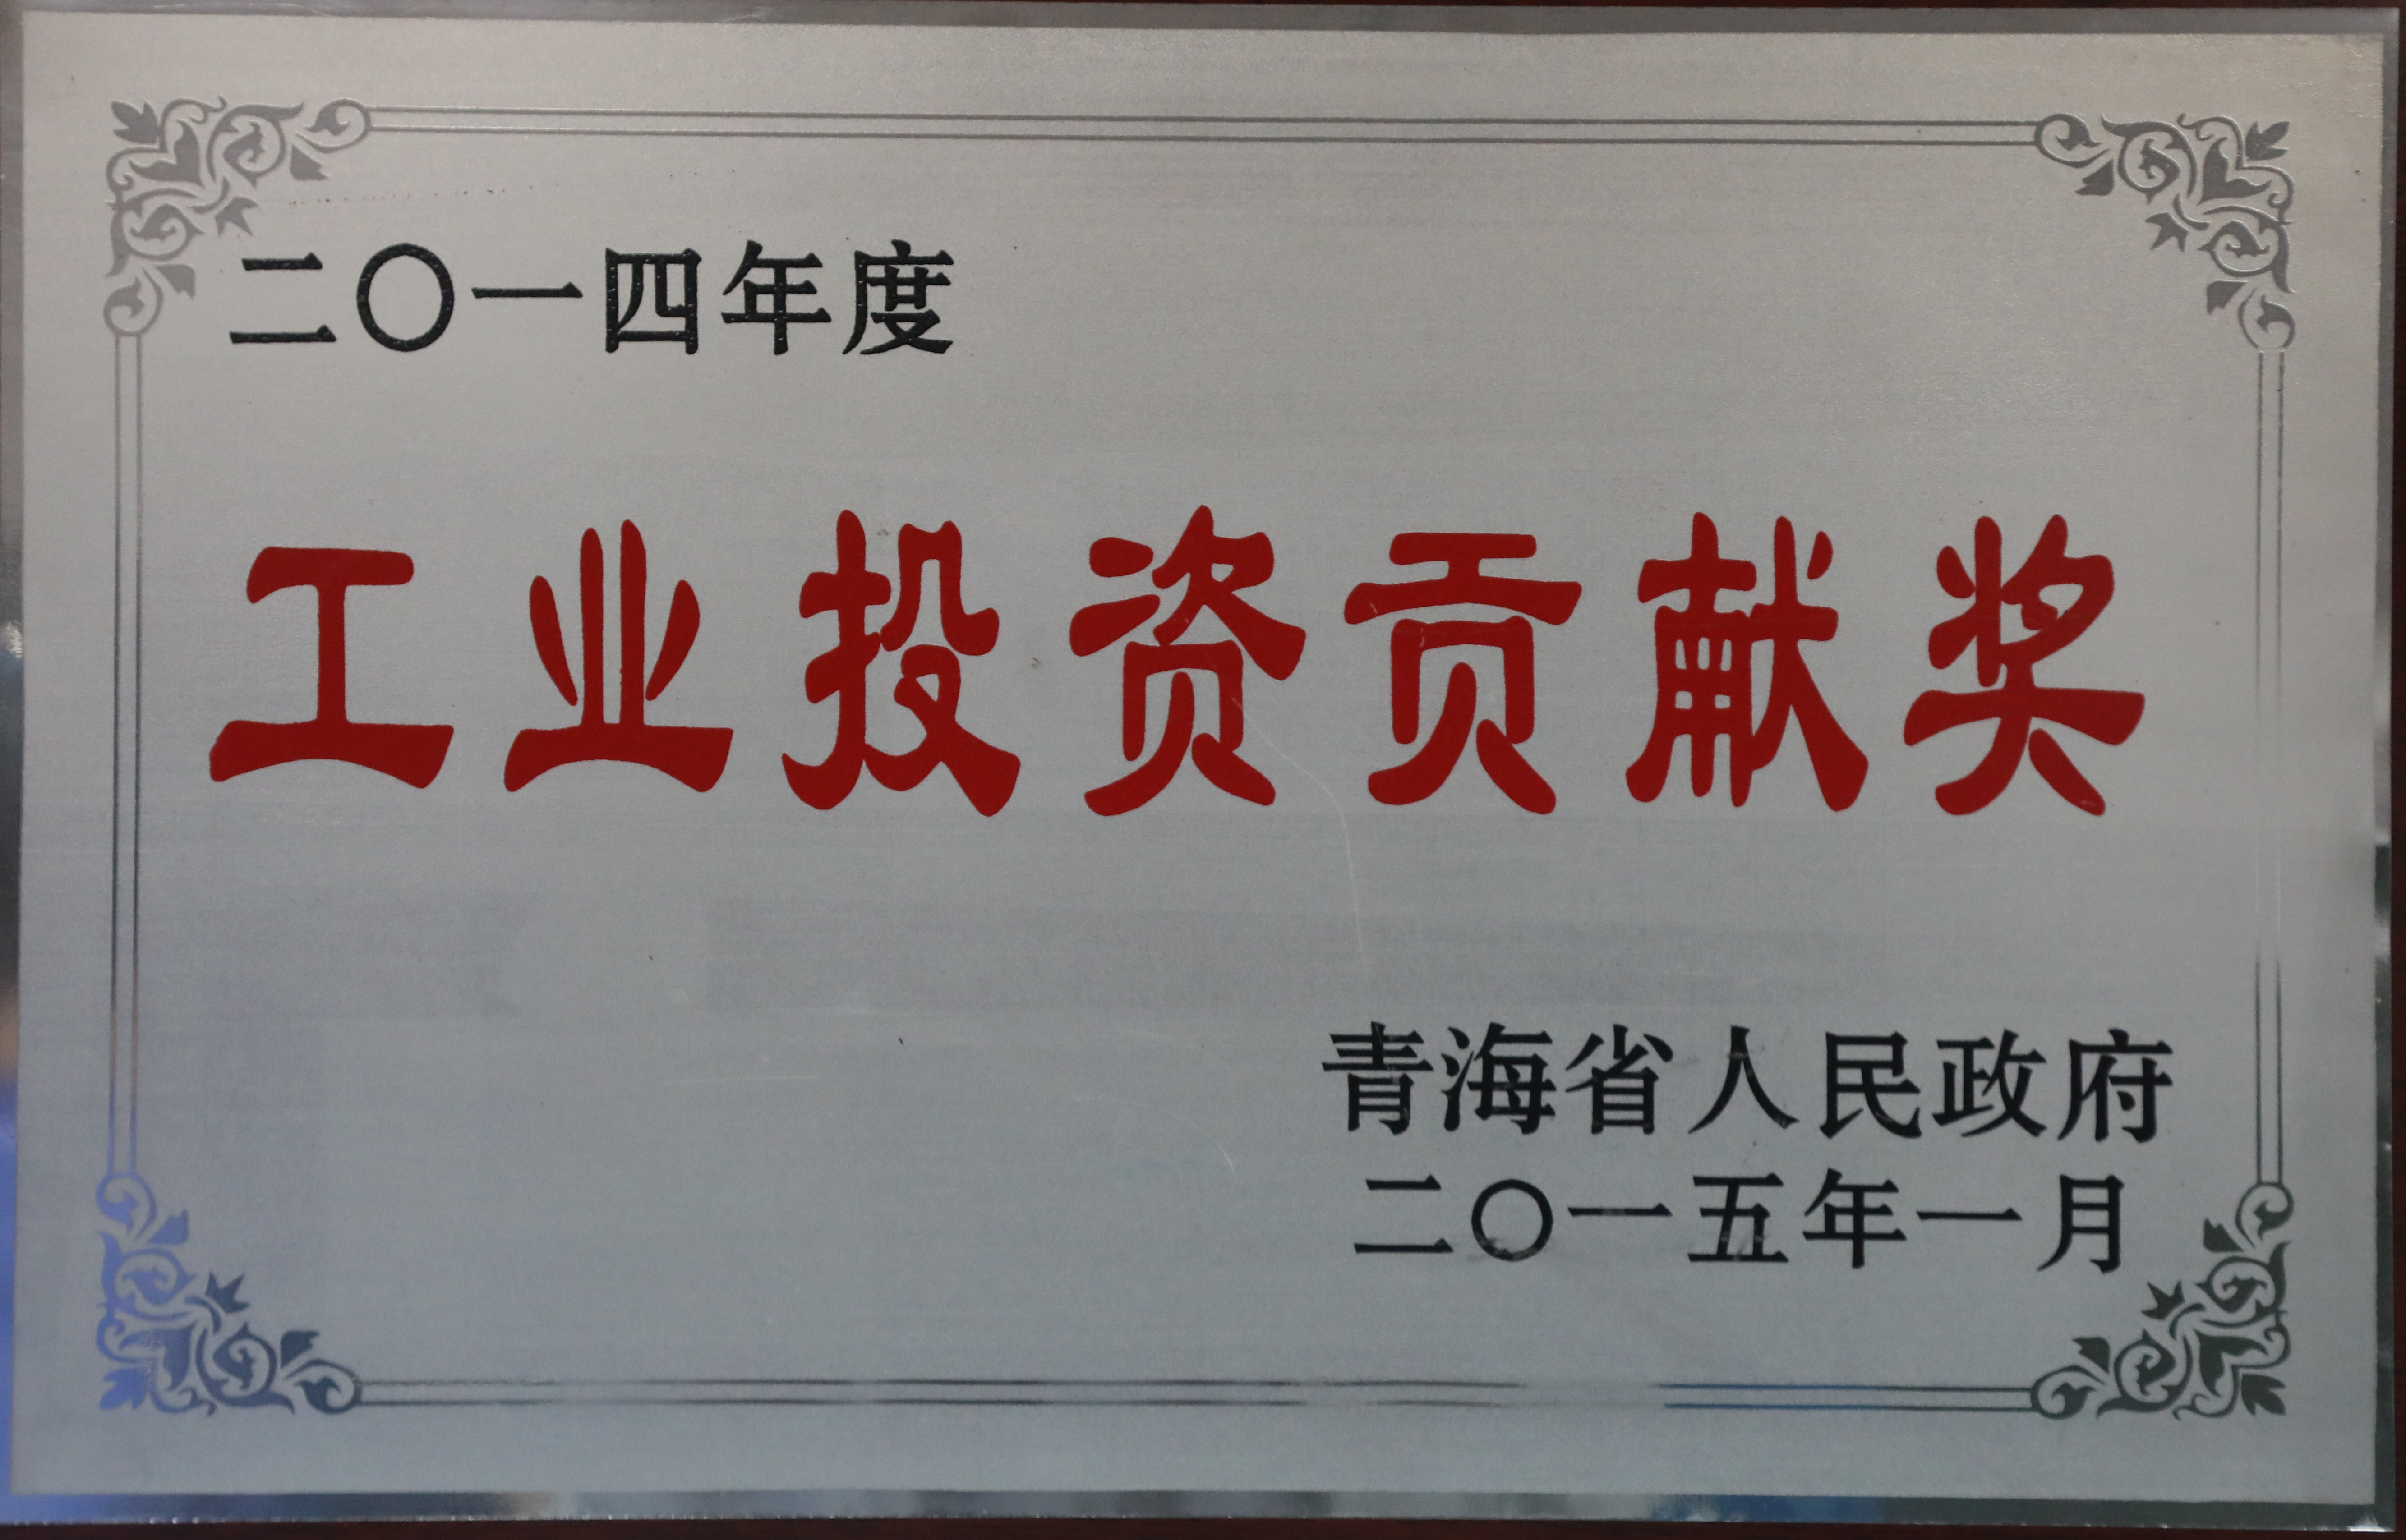 二〇一四年度
工业投资贡献奖
青海省人民政府
二〇一五年一月